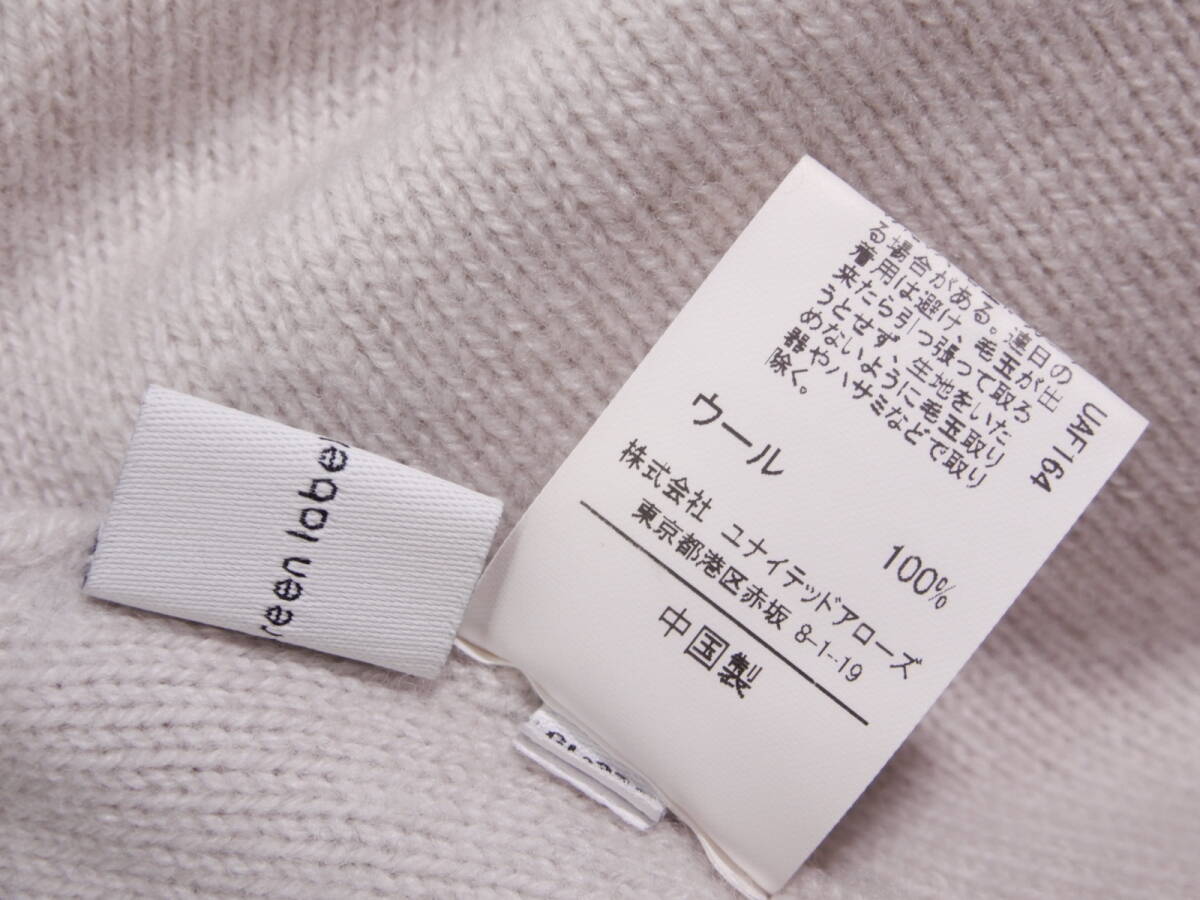 る場合がある。連日の
着用は避け、毛玉が出
来たら引っ張って取ろ
うとせず、生地をいた
めないように毛玉取り
器やハサミなどで取り
除く。
UAF-64
ウール 100%
株式会社 ユナイテッドアローズ
東京都港区赤坂 8-1-19
中国製
reen label